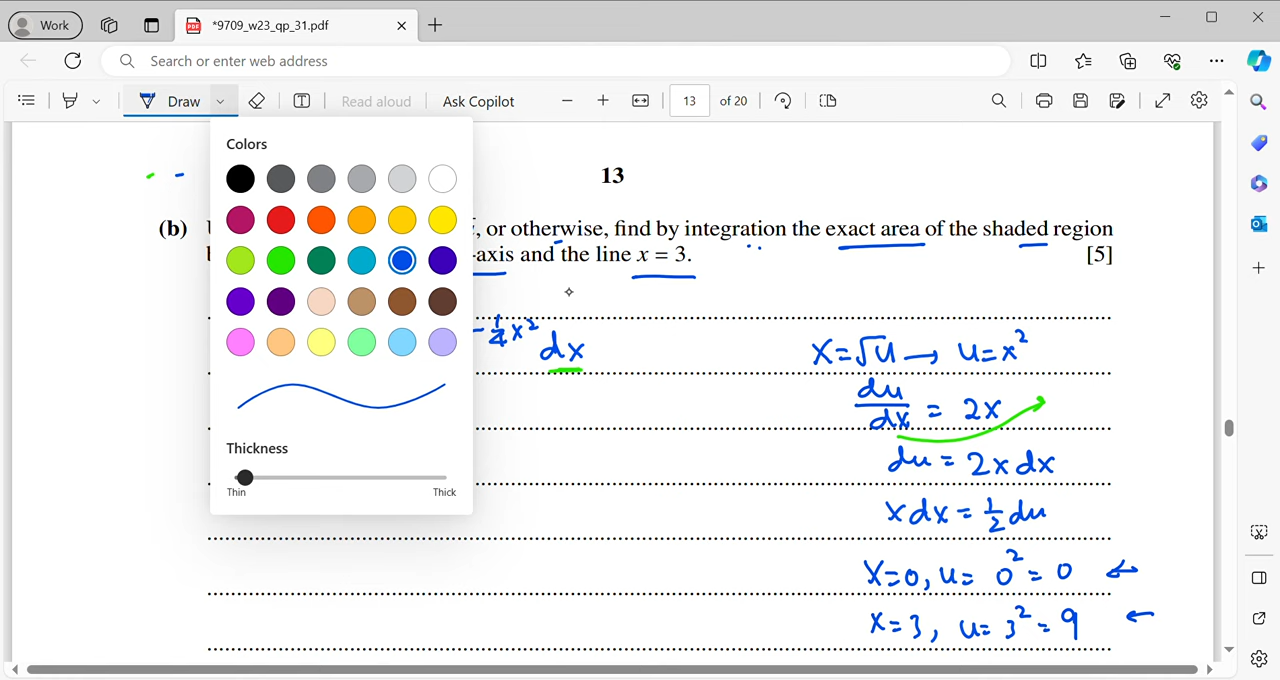 Work
*9709_w23_qp_31.pdf
Search or enter web address
Draw
Read aloud
Ask Copilot
13
of 20
Colors
Thickness
Thin
Thick
13
(b)
, or otherwise, find by integration the exact area of the shaded region
-axis and the line x = 3.
[5]
-¼x² dx
x=√u → u=x²
du/dx = 2x
du = 2x dx
x dx = ½ du
x=0, u= 0² = 0 ←
x=3, u= 3² = 9 ←